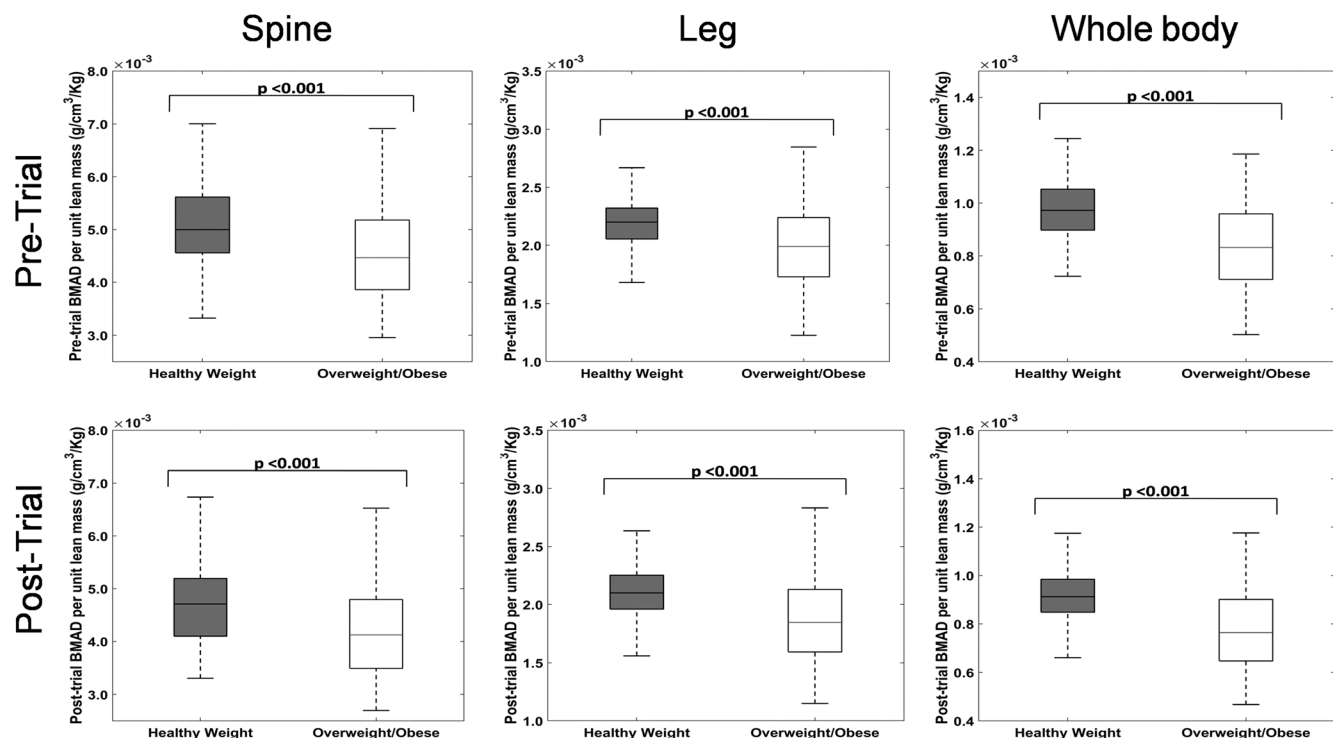 Spine
Leg
Whole body
Pre-Trial
Pre-trial BMAD per unit lean mass (g/cm³/Kg)
×10⁻³
8.0
7.0
6.0
5.0
4.0
3.0
p <0.001
Healthy Weight
Overweight/Obese
Pre-trial BMAD per unit lean mass (g/cm³/Kg)
×10⁻³
3.5
3.0
2.5
2.0
1.5
1.0
p <0.001
Healthy Weight
Overweight/Obese
Pre-trial BMAD per unit lean mass (g/cm³/Kg)
×10⁻³
1.4
1.2
1.0
0.8
0.6
0.4
p <0.001
Healthy Weight
Overweight/Obese
Post-Trial
Post-trial BMAD per unit lean mass (g/cm³/Kg)
×10⁻³
8.0
7.0
6.0
5.0
4.0
3.0
p <0.001
Healthy Weight
Overweight/Obese
Post-trial BMAD per unit lean mass (g/cm³/Kg)
×10⁻³
3.5
3.0
2.5
2.0
1.5
1.0
p <0.001
Healthy Weight
Overweight/Obese
Post-trial BMAD per unit lean mass (g/cm³/Kg)
×10⁻³
1.6
1.4
1.2
1.0
0.8
0.6
0.4
p <0.001
Healthy Weight
Overweight/Obese